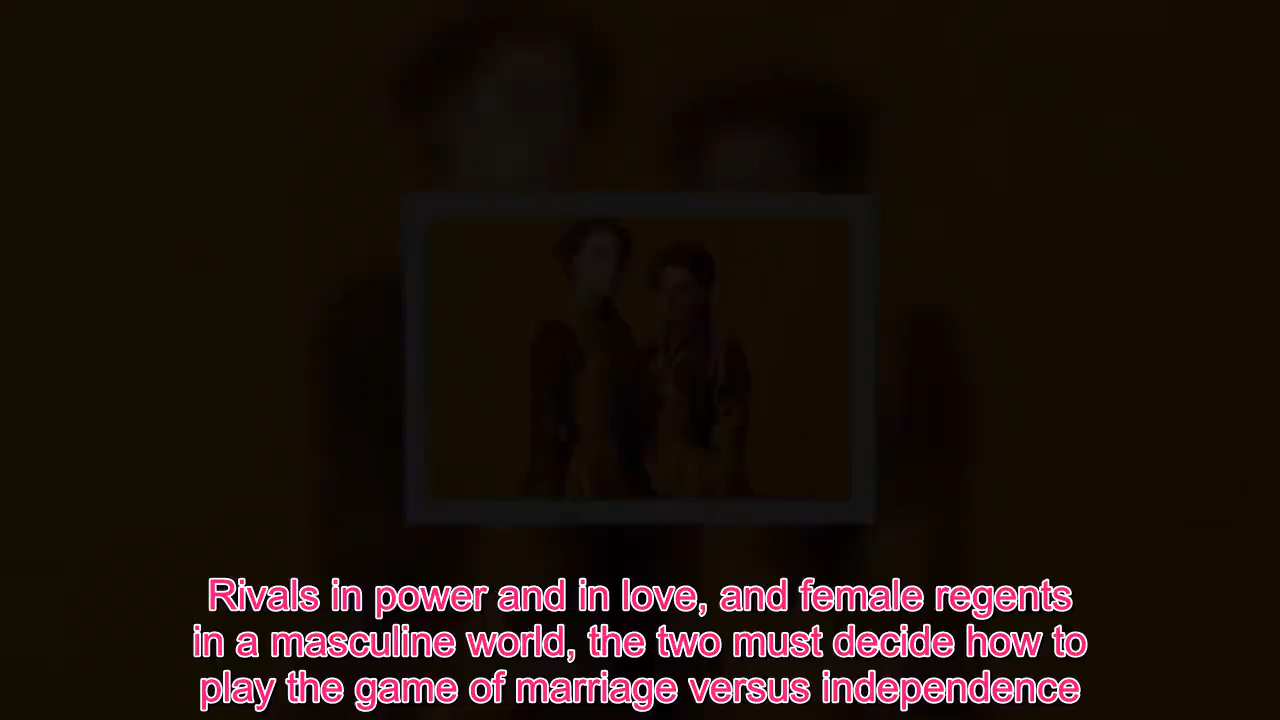 Rivals in power and in love, and female regents
in a masculine world, the two must decide how to
play the game of marriage versus independence